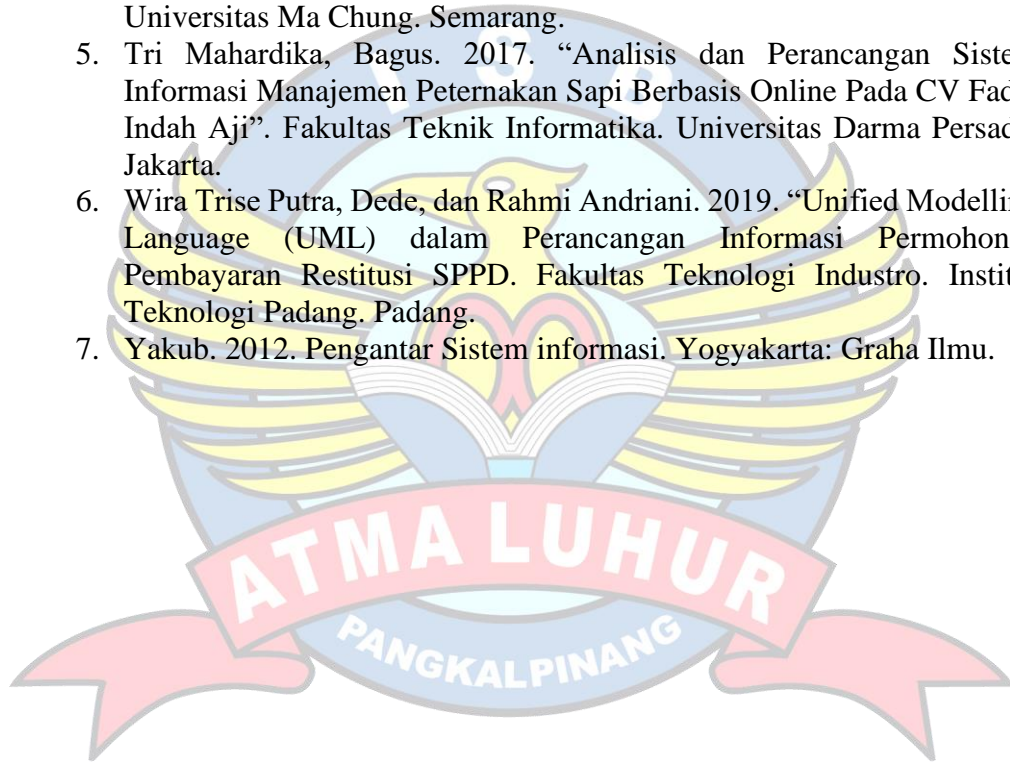 Universitas Ma Chung. Semarang.
5. Tri Mahardika, Bagus. 2017. “Analisis dan Perancangan Siste
Informasi Manajemen Peternakan Sapi Berbasis Online Pada CV Fad
Indah Aji”. Fakultas Teknik Informatika. Universitas Darma Persad
Jakarta.
6. Wira Trise Putra, Dede, dan Rahmi Andriani. 2019. “Unified Modelli
Language (UML) dalam Perancangan Informasi Permohon
Pembayaran Restitusi SPPD. Fakultas Teknologi Industro. Instit
Teknologi Padang. Padang.
7. Yakub. 2012. Pengantar Sistem informasi. Yogyakarta: Graha Ilmu.
I S B
ATMA LUHUR
PANGKALPINANG